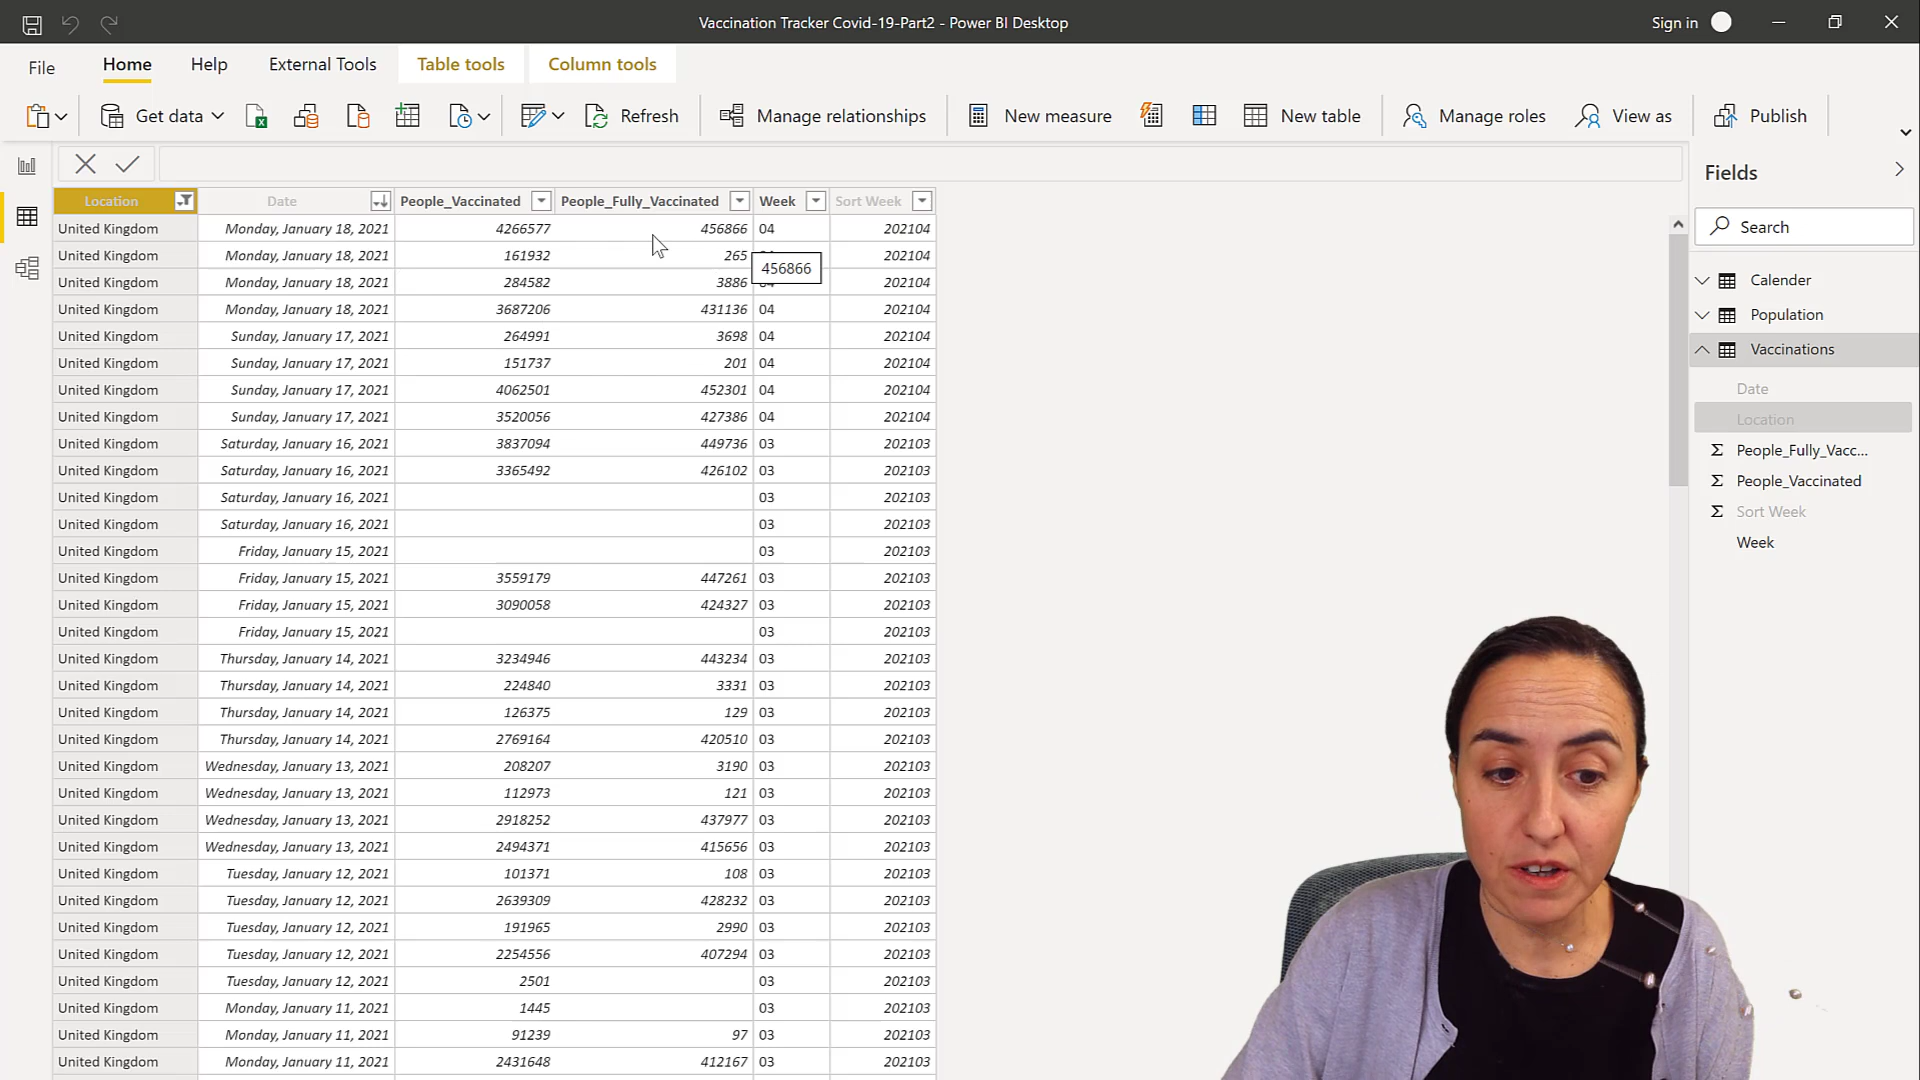 Vaccination Tracker Covid-19-Part2 - Power BI Desktop
Sign in
File Home Help External Tools Table tools Column tools
Get data Refresh Manage relationships New measure New table Manage roles View as Publish
Location Date People_Vaccinated People_Fully_Vaccinated Week Sort Week
United Kingdom Monday, January 18, 2021 4266577 456866 04 202104
United Kingdom Monday, January 18, 2021 161932 265 202104
456866
United Kingdom Monday, January 18, 2021 284582 3886 202104
United Kingdom Monday, January 18, 2021 3687206 431136 04 202104
United Kingdom Sunday, January 17, 2021 264991 3698 04 202104
United Kingdom Sunday, January 17, 2021 151737 201 04 202104
United Kingdom Sunday, January 17, 2021 4062501 452301 04 202104
United Kingdom Sunday, January 17, 2021 3520056 427386 04 202104
United Kingdom Saturday, January 16, 2021 3837094 449736 03 202103
United Kingdom Saturday, January 16, 2021 3365492 426102 03 202103
United Kingdom Saturday, January 16, 2021 03 202103
United Kingdom Saturday, January 16, 2021 03 202103
United Kingdom Friday, January 15, 2021 03 202103
United Kingdom Friday, January 15, 2021 3559179 447261 03 202103
United Kingdom Friday, January 15, 2021 3090058 424327 03 202103
United Kingdom Friday, January 15, 2021 03 202103
United Kingdom Thursday, January 14, 2021 3234946 443234 03 202103
United Kingdom Thursday, January 14, 2021 224840 3331 03 202103
United Kingdom Thursday, January 14, 2021 126375 129 03 202103
United Kingdom Thursday, January 14, 2021 2769164 420510 03 202103
United Kingdom Wednesday, January 13, 2021 208207 3190 03 202103
United Kingdom Wednesday, January 13, 2021 112973 121 03 202103
United Kingdom Wednesday, January 13, 2021 2918252 437977 03 202103
United Kingdom Wednesday, January 13, 2021 2494371 415656 03 202103
United Kingdom Tuesday, January 12, 2021 101371 108 03 202103
United Kingdom Tuesday, January 12, 2021 2639309 428232 03 202103
United Kingdom Tuesday, January 12, 2021 191965 2990 03 202103
United Kingdom Tuesday, January 12, 2021 2254556 407294 03 202103
United Kingdom Tuesday, January 12, 2021 2501 03 202103
United Kingdom Monday, January 11, 2021 1445 03 202103
United Kingdom Monday, January 11, 2021 91239 97 03 202103
United Kingdom Monday, January 11, 2021 2431648 412167 03 202103
Fields
Search
Calender
Population
Vaccinations
Date
Location
Σ People_Fully_Vacc...
Σ People_Vaccinated
Σ Sort Week
Week